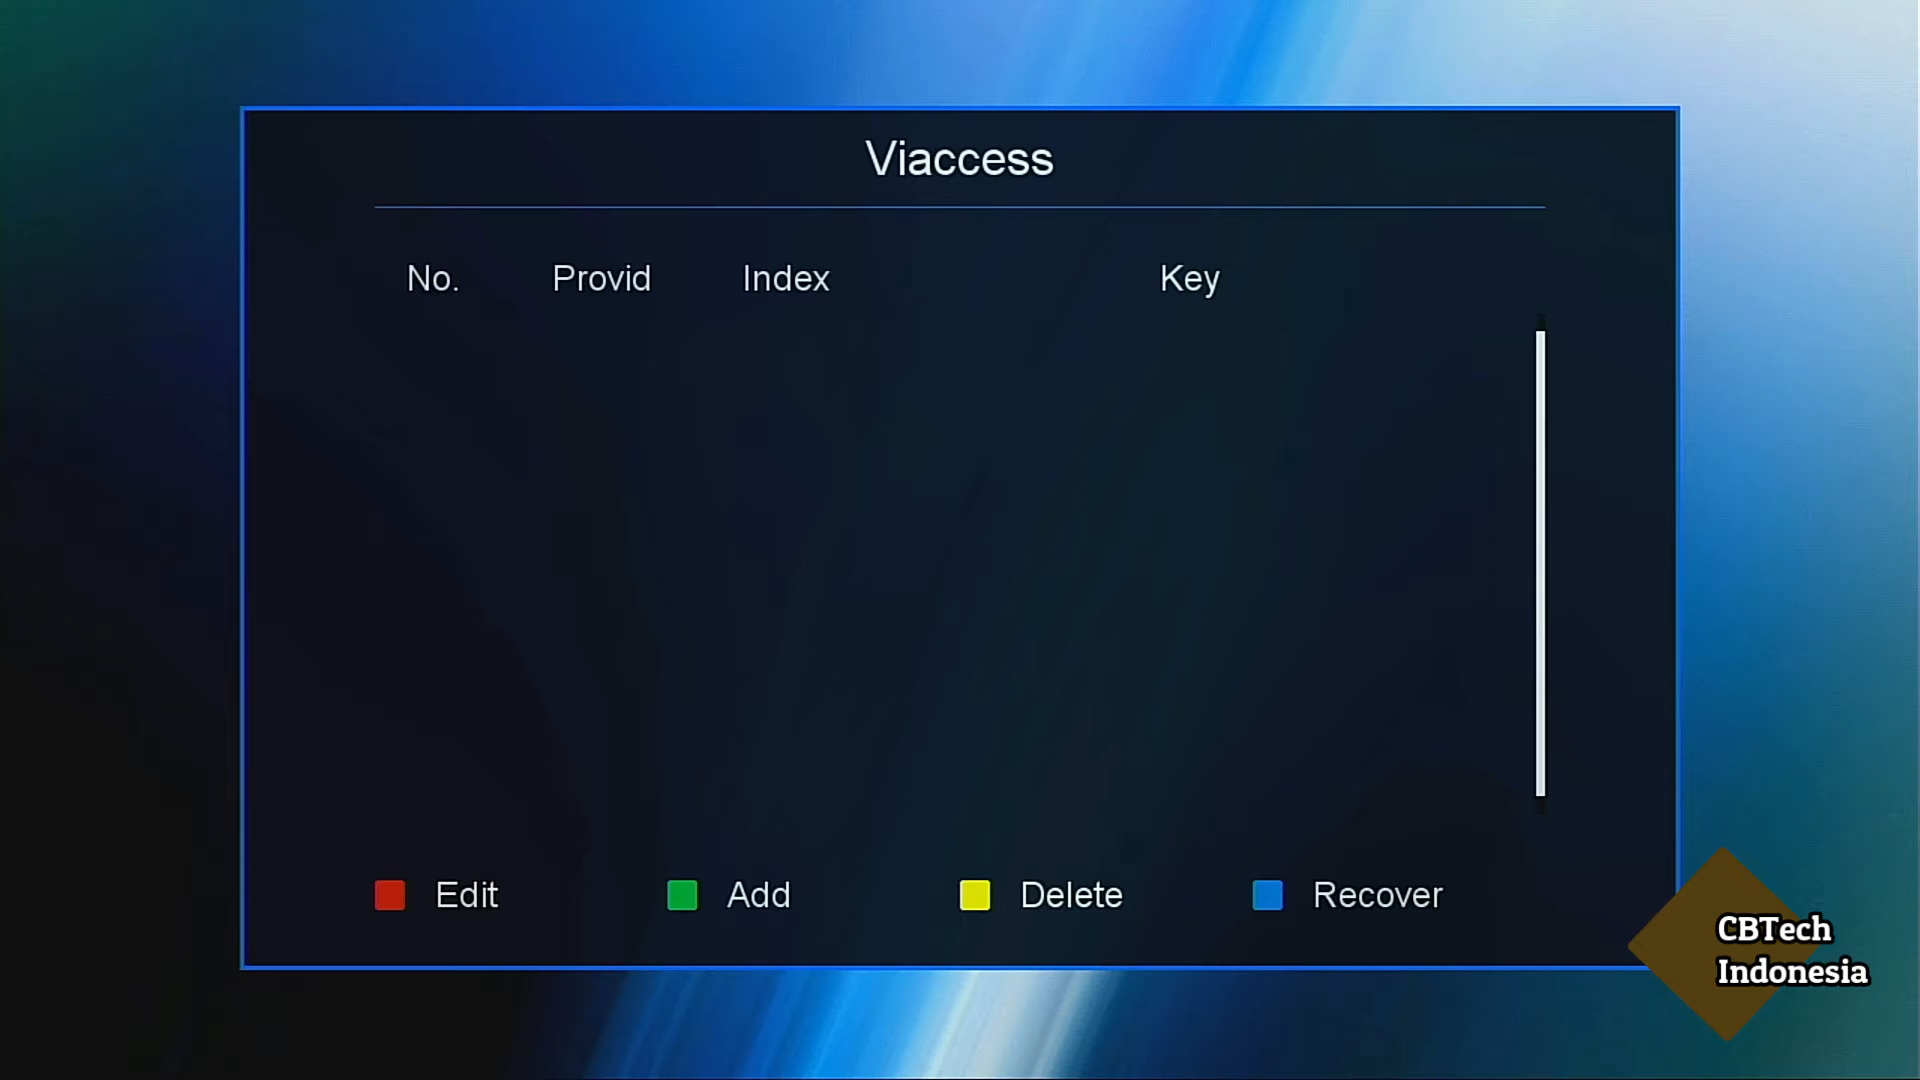 Viaccess
No. Provid Index Key
Edit Add Delete Recover
CBTech
Indonesia